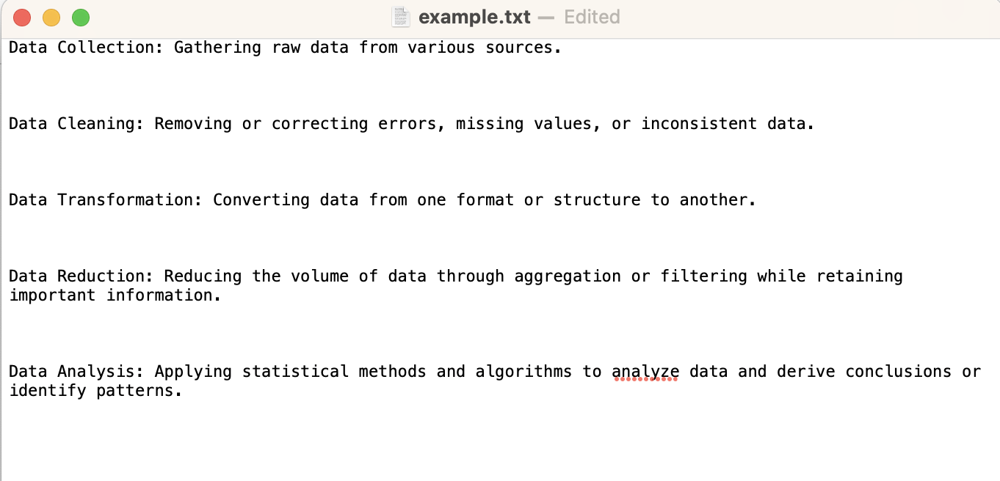 example.txt — Edited
Data Collection: Gathering raw data from various sources.
Data Cleaning: Removing or correcting errors, missing values, or inconsistent data.
Data Transformation: Converting data from one format or structure to another.
Data Reduction: Reducing the volume of data through aggregation or filtering while retaining
important information.
Data Analysis: Applying statistical methods and algorithms to analyze data and derive conclusions or
identify patterns.